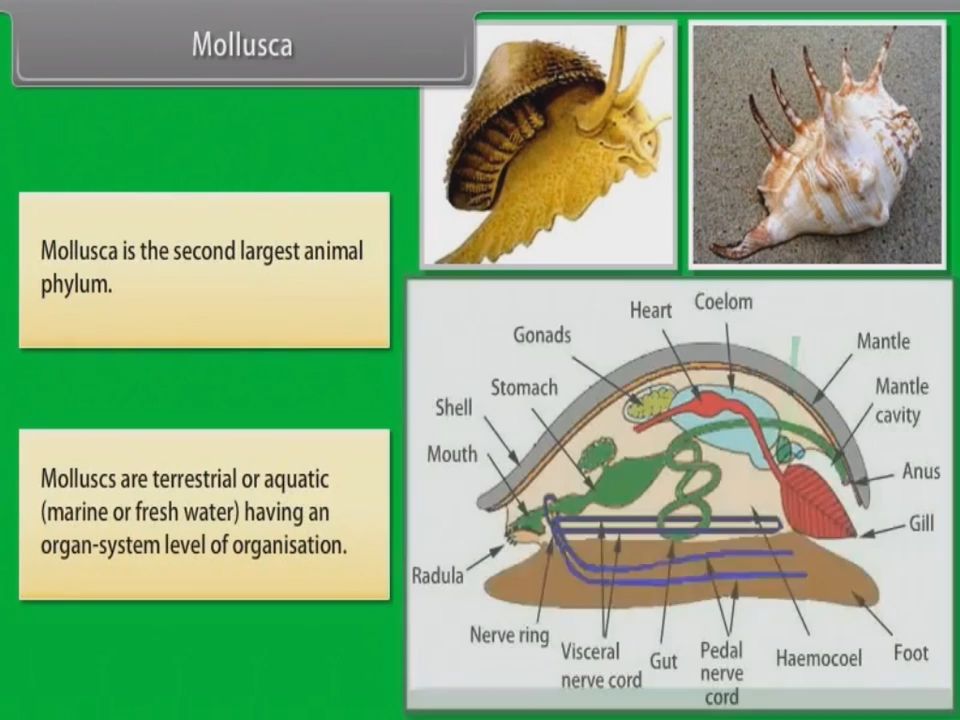 Mollusca
Mollusca is the second largest animal
phylum.
Molluscs are terrestrial or aquatic
(marine or fresh water) having an
organ-system level of organisation.
Heart
Coelom
Gonads
Mantle
Stomach
Mantle
cavity
Shell
Mouth
Anus
Gill
Radula
Nerve ring
Visceral
nerve cord
Gut
Pedal
nerve
cord
Haemocoel
Foot